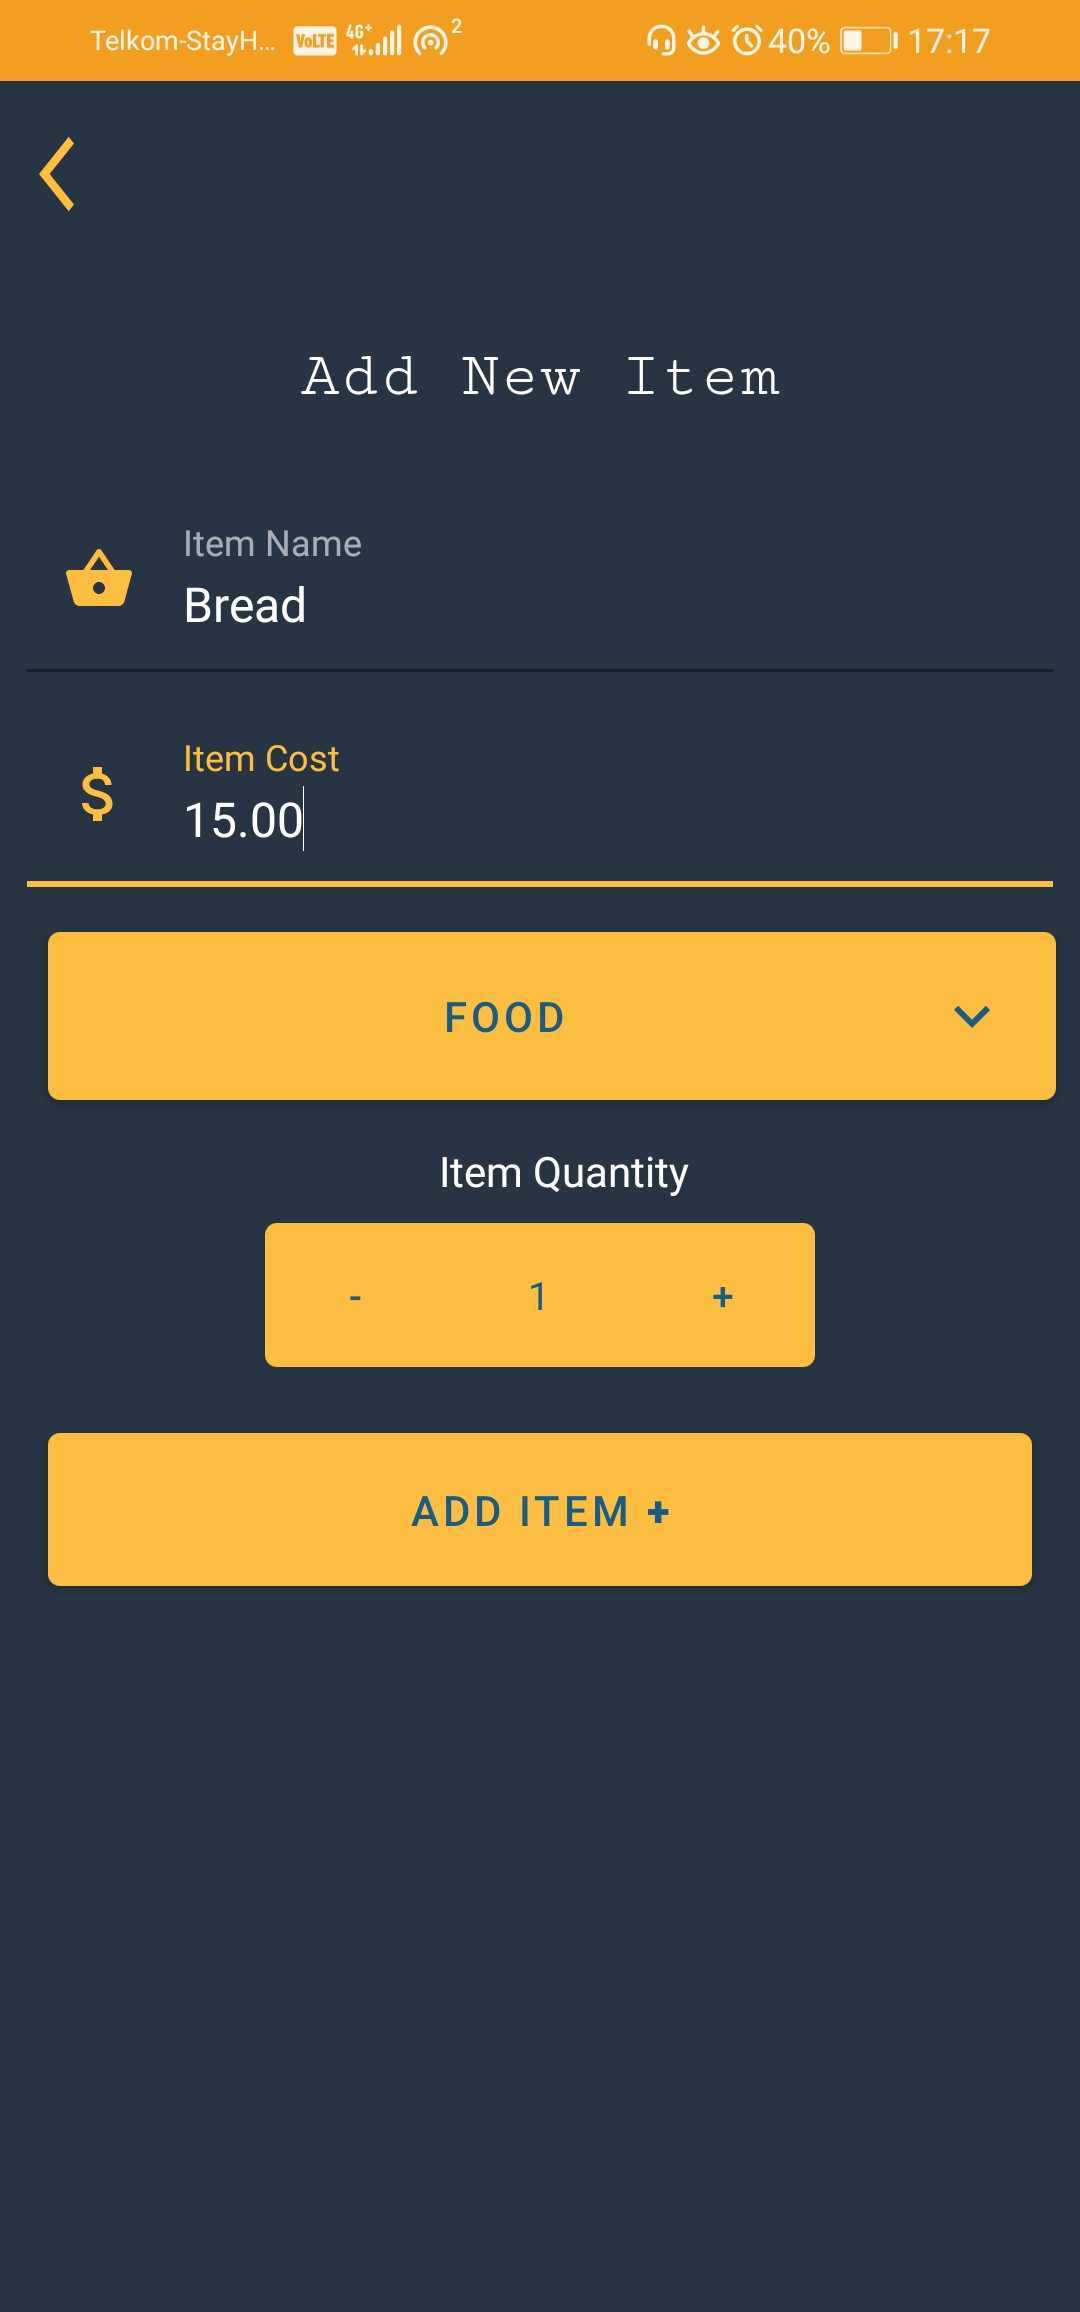 Telkom-StayH... VoLTE 4G+ 2 40% 17:17
Add New Item
Item Name
Bread
$
Item Cost
15.00
FOOD
Item Quantity
- 1 +
ADD ITEM +